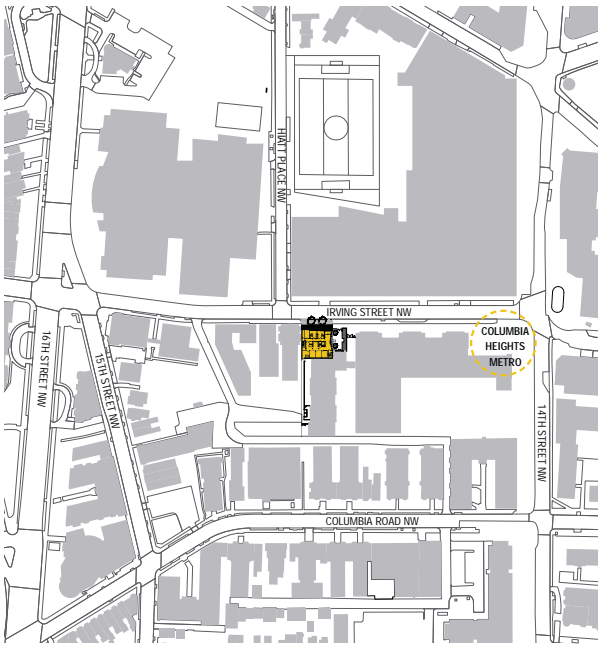 HIATT PLACE NW
IRVING STREET NW
COLUMBIA
HEIGHTS
METRO
16TH STREET NW
15TH STREET NW
14TH STREET NW
COLUMBIA ROAD NW